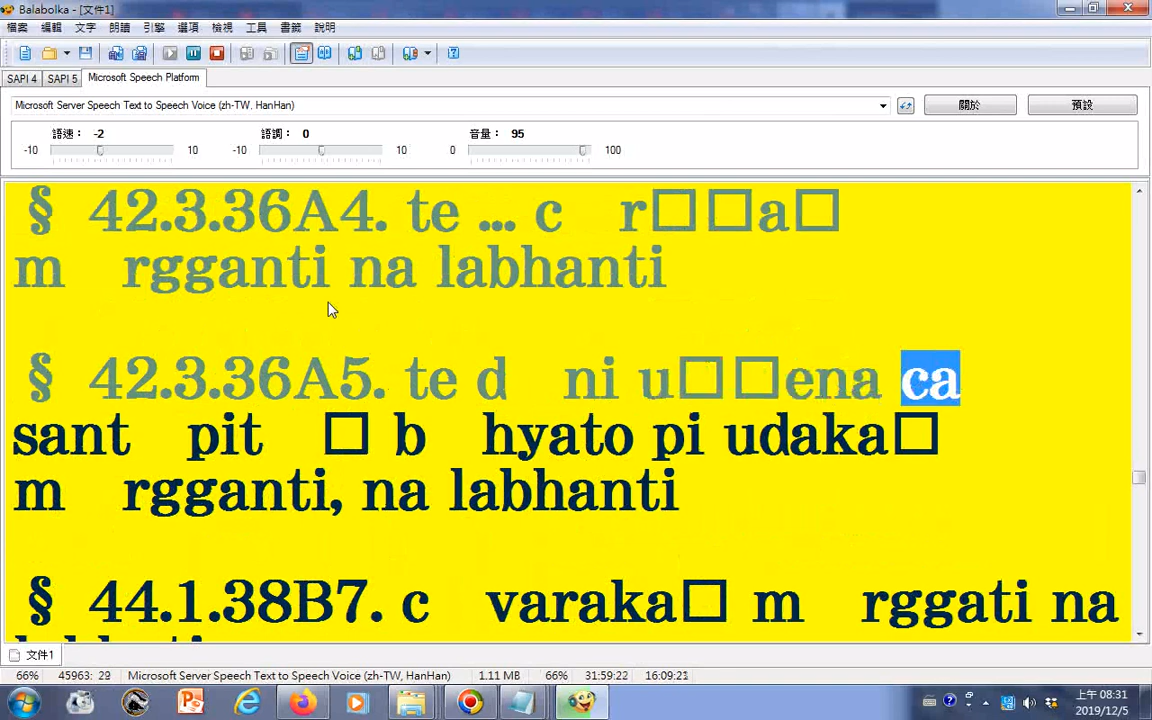 Balabolka - [文件1]
檔案 編輯 文字 朗讀 引擎 選項 檢視 工具 書籤 說明
SAPI 4 SAPI 5 Microsoft Speech Platform
Microsoft Server Speech Text to Speech Voice (zh-TW, HanHan)
關於 預設
語速： -2 語調： 0 音量： 95
-10 10 -10 10 0 100
§ 42.3.36A4. te ... c r□□a□
m rgganti na labhanti
§ 42.3.36A5. te d ni u□□ena ca
sant pit □ b hyato pi udaka□
m rgganti, na labhanti
§ 44.1.38B7. c varaka□ m rggati na
文件1
66% 45963: 22 Microsoft Server Speech Text to Speech Voice (zh-TW, HanHan) 1.11 MB 66% 31:59:22 16:09:21
上午 08:31
2019/12/5